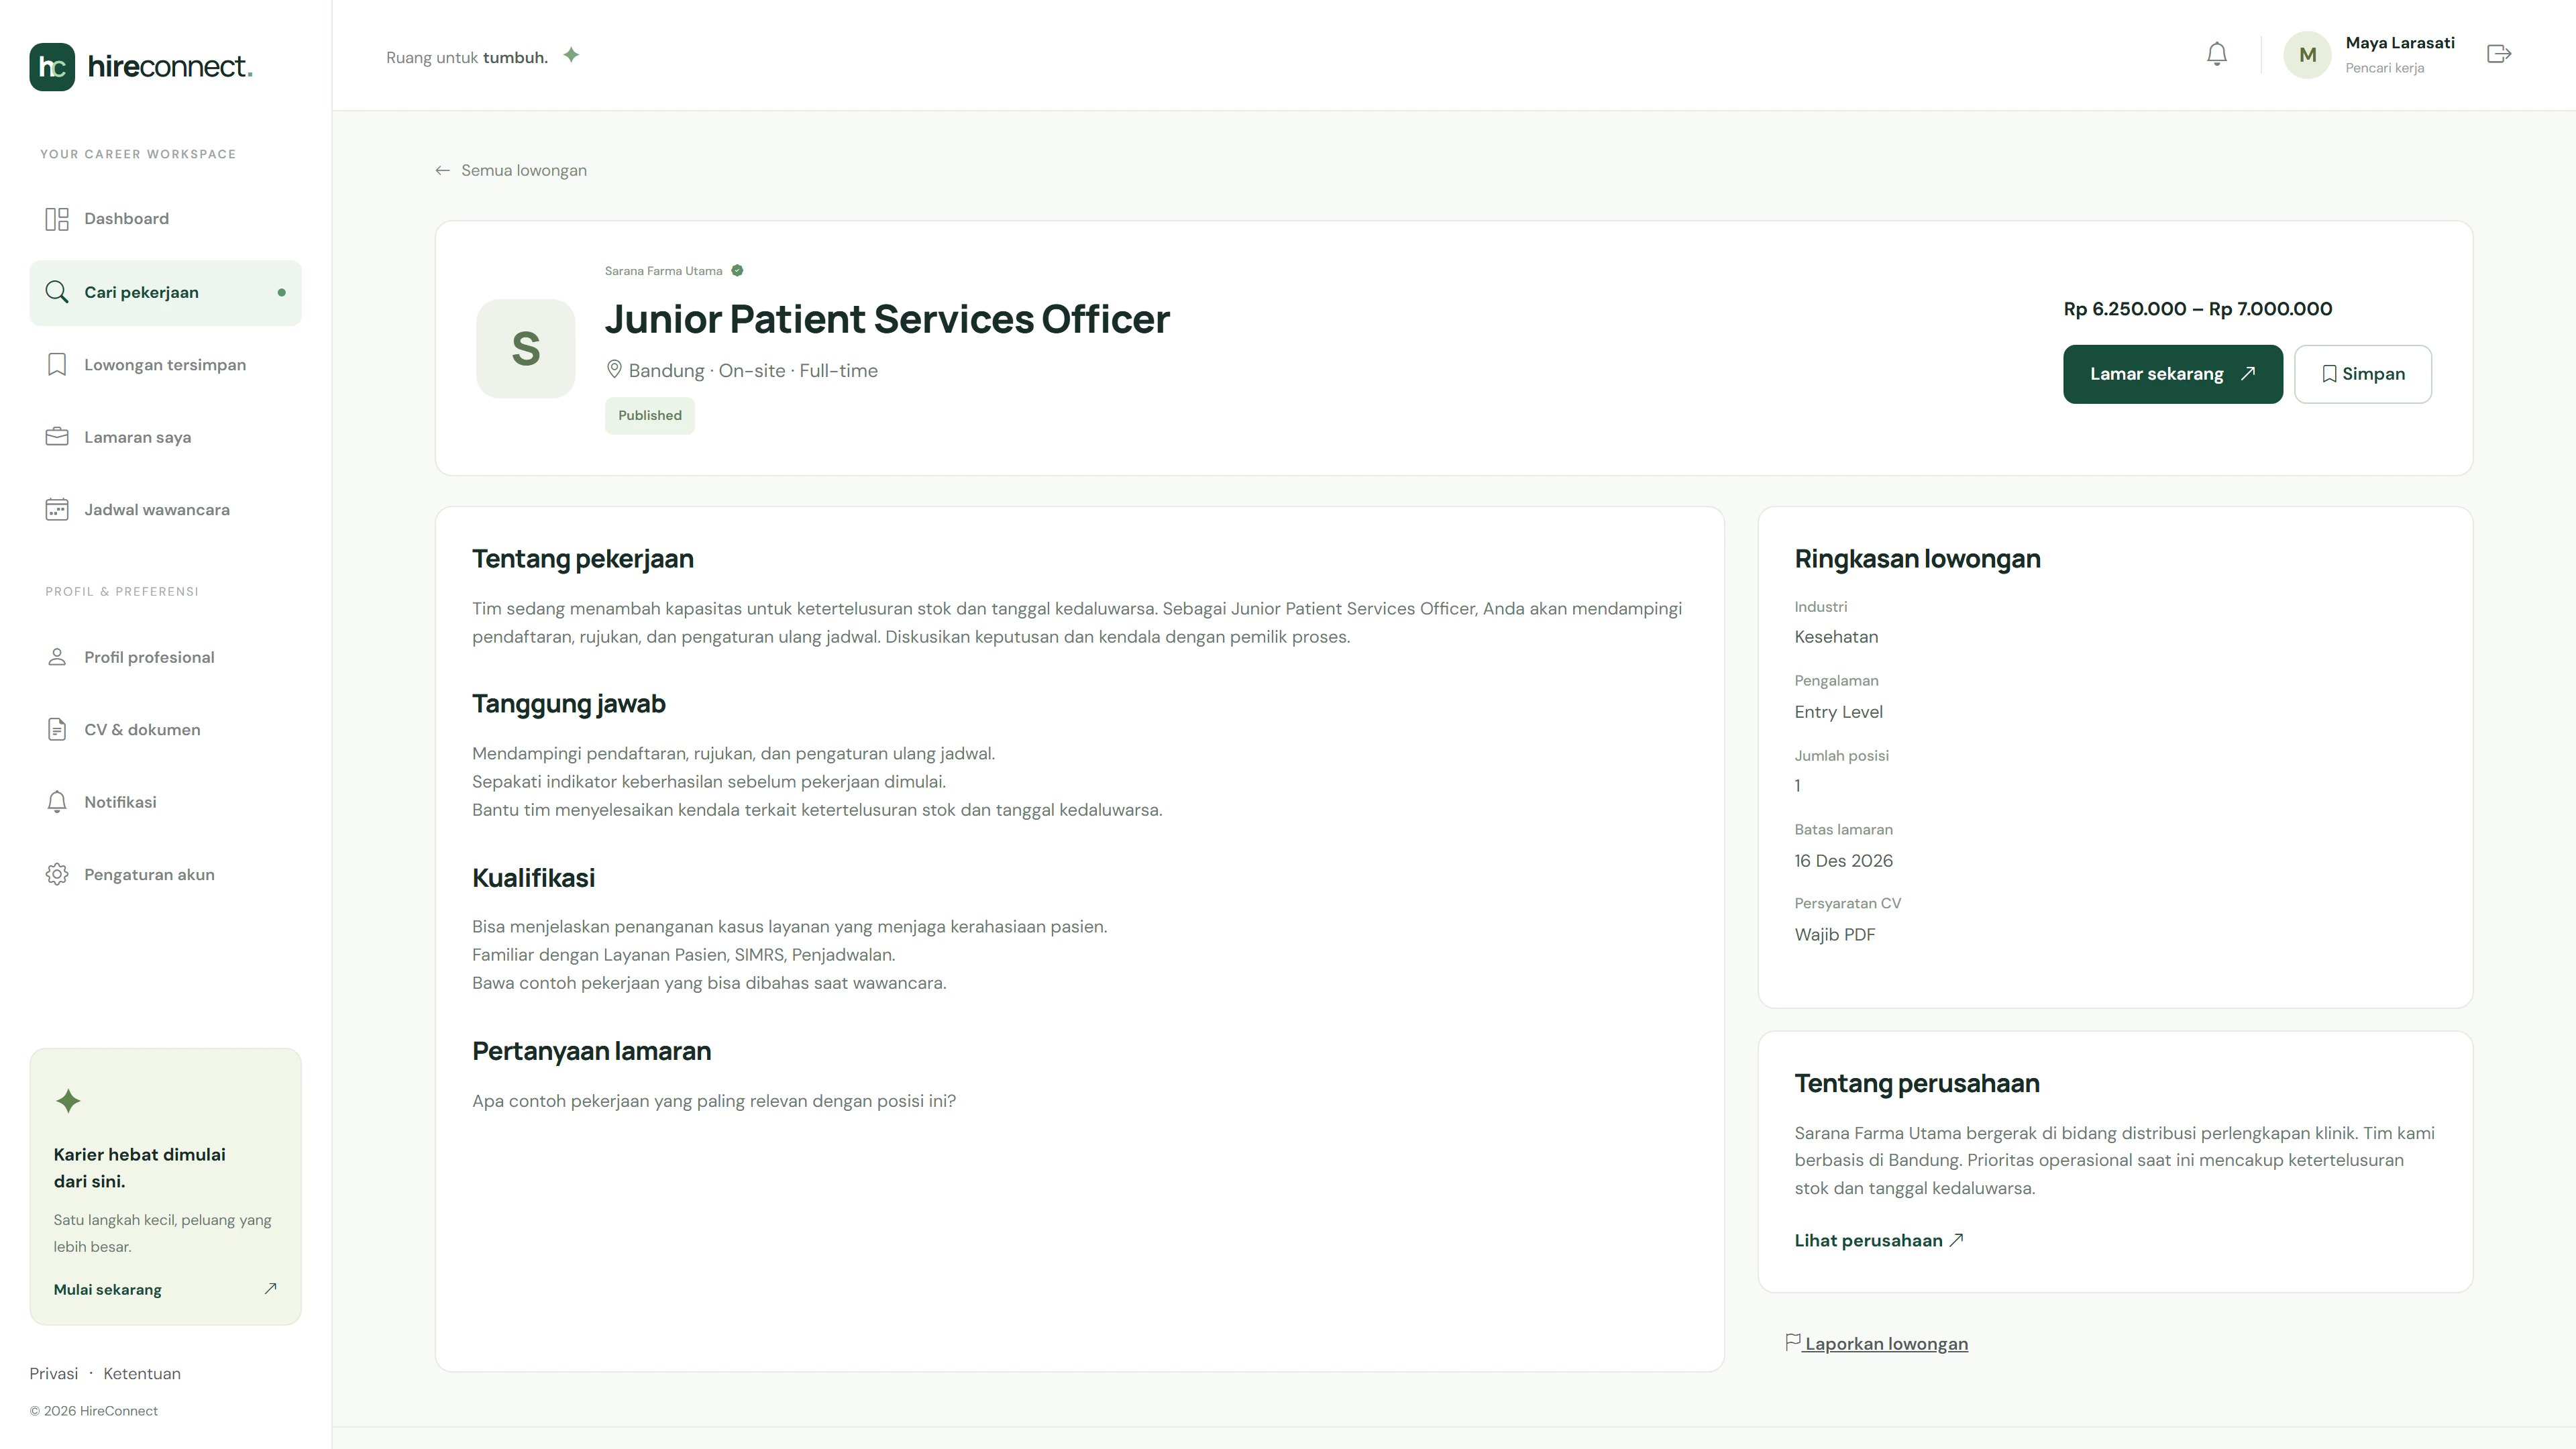 hc hireconnect.
YOUR CAREER WORKSPACE
Dashboard
Cari pekerjaan
Lowongan tersimpan
Lamaran saya
Jadwal wawancara
PROFIL & PREFERENSI
Profil profesional
CV & dokumen
Notifikasi
Pengaturan akun
Karier hebat dimulai
dari sini.
Satu langkah kecil, peluang yang
lebih besar.
Mulai sekarang
Privasi · Ketentuan
© 2026 HireConnect
Ruang untuk tumbuh.
M
Maya Larasati
Pencari kerja
Semua lowongan
S
Sarana Farma Utama
Junior Patient Services Officer
Bandung · On-site · Full-time
Published
Rp 6.250.000 – Rp 7.000.000
Lamar sekarang
Simpan
Tentang pekerjaan
Tim sedang menambah kapasitas untuk ketertelusuran stok dan tanggal kedaluwarsa. Sebagai Junior Patient Services Officer, Anda akan mendampingi
pendaftaran, rujukan, dan pengaturan ulang jadwal. Diskusikan keputusan dan kendala dengan pemilik proses.
Tanggung jawab
Mendampingi pendaftaran, rujukan, dan pengaturan ulang jadwal.
Sepakati indikator keberhasilan sebelum pekerjaan dimulai.
Bantu tim menyelesaikan kendala terkait ketertelusuran stok dan tanggal kedaluwarsa.
Kualifikasi
Bisa menjelaskan penanganan kasus layanan yang menjaga kerahasiaan pasien.
Familiar dengan Layanan Pasien, SIMRS, Penjadwalan.
Bawa contoh pekerjaan yang bisa dibahas saat wawancara.
Pertanyaan lamaran
Apa contoh pekerjaan yang paling relevan dengan posisi ini?
Ringkasan lowongan
Industri
Kesehatan
Pengalaman
Entry Level
Jumlah posisi
1
Batas lamaran
16 Des 2026
Persyaratan CV
Wajib PDF
Tentang perusahaan
Sarana Farma Utama bergerak di bidang distribusi perlengkapan klinik. Tim kami
berbasis di Bandung. Prioritas operasional saat ini mencakup ketertelusuran
stok dan tanggal kedaluwarsa.
Lihat perusahaan
Laporkan lowongan